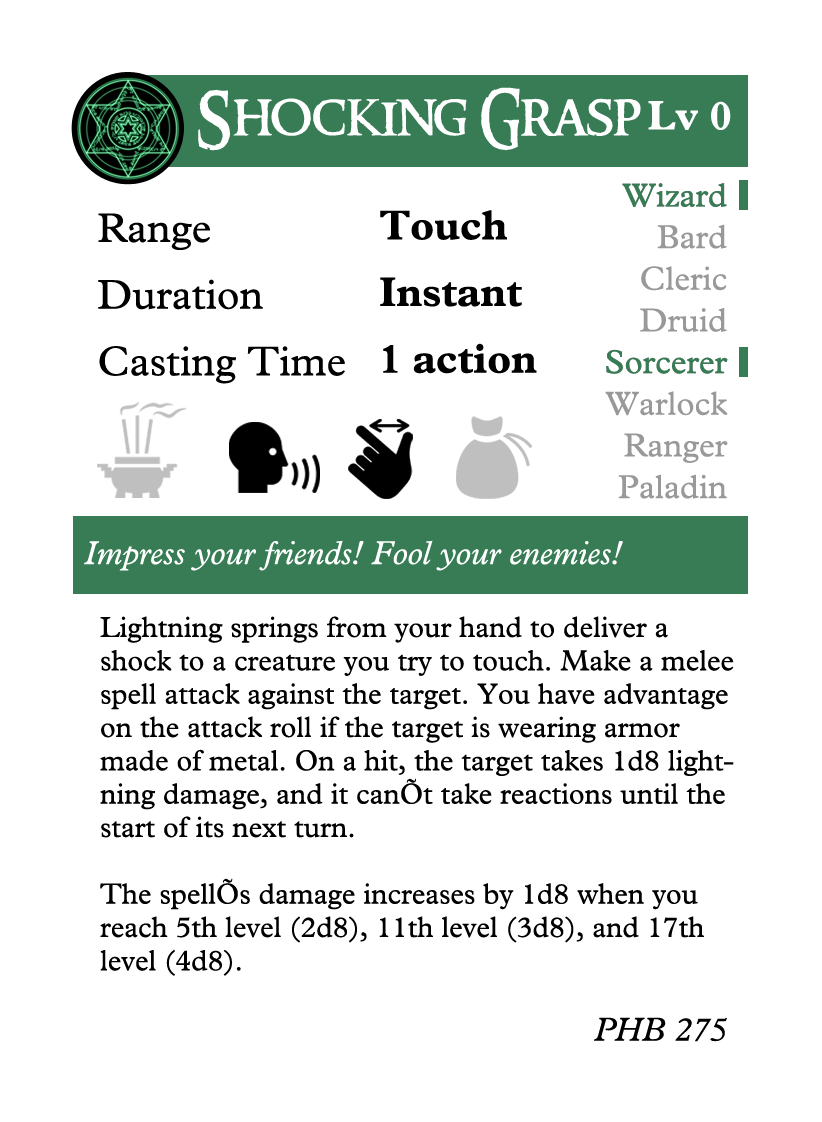 Shocking Grasp Lv 0
Range Touch
Duration Instant
Casting Time 1 action
Wizard
Bard
Cleric
Druid
Sorcerer
Warlock
Ranger
Paladin
Impress your friends! Fool your enemies!
Lightning springs from your hand to deliver a
shock to a creature you try to touch. Make a melee
spell attack against the target. You have advantage
on the attack roll if the target is wearing armor
made of metal. On a hit, the target takes 1d8 light-
ning damage, and it canÕt take reactions until the
start of its next turn.
The spellÕs damage increases by 1d8 when you
reach 5th level (2d8), 11th level (3d8), and 17th
level (4d8).
PHB 275